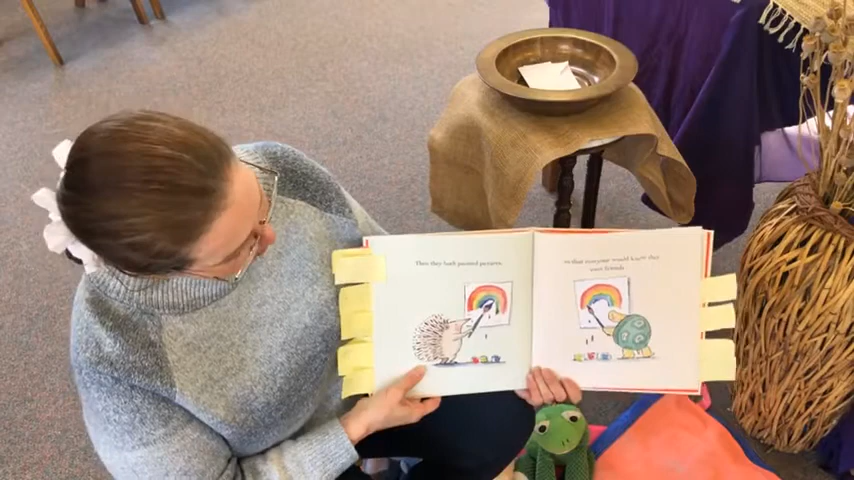 Then they both painted pictures,
so that everyone would know they
were friends.